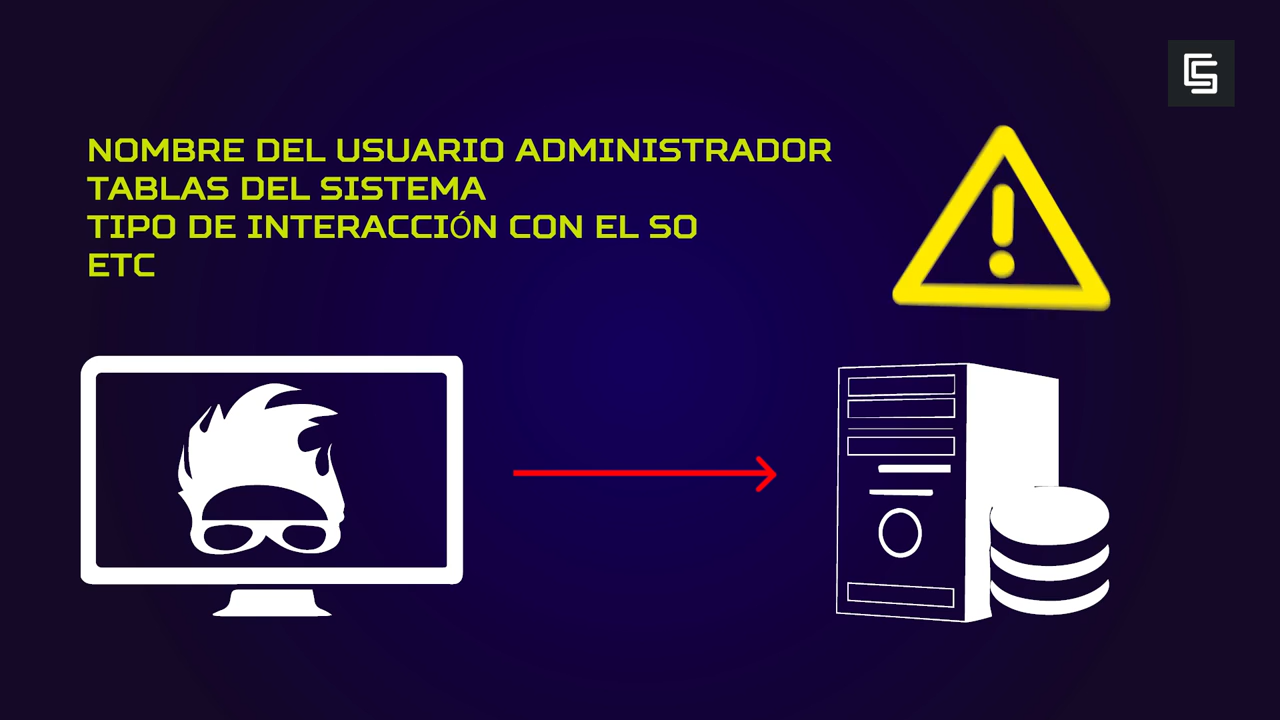 NOMBRE DEL USUARIO ADMINISTRADOR
TABLAS DEL SISTEMA
TIPO DE INTERACCIÓN CON EL SO
ETC